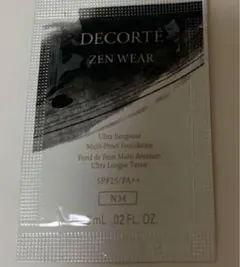 DECORTÉ
ZEN WEAR
Ultra Longwear
Multi-Proof Foundation
Fond de Teint Multi-Résistant
Ultra Longue Tenue
SPF25/PA++
N34
mL .02 FL. OZ.